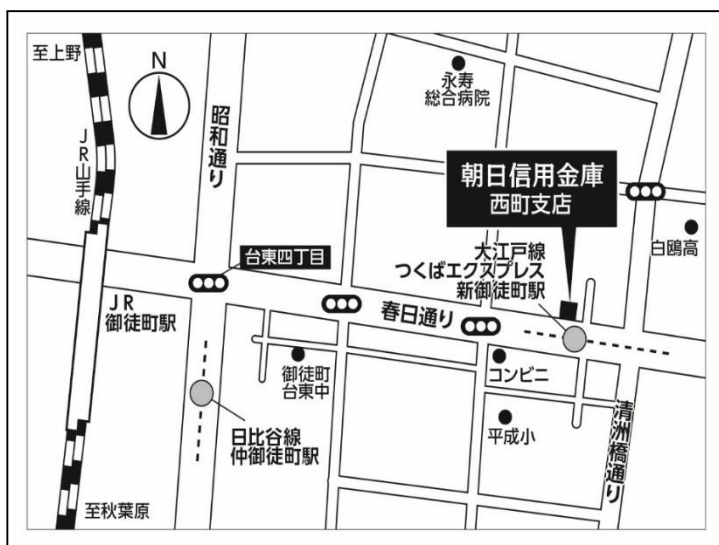 至上野
N
永寿
総合病院
昭和通り
JR山手線
朝日信用金庫
西町支店
白鴎高
大江戸線
つくばエクスプレス
新御徒町駅
台東四丁目
JR
御徒町駅
春日通り
御徒町
台東中
コンビニ
日比谷線
仲御徒町駅
平成小
清洲橋通り
至秋葉原